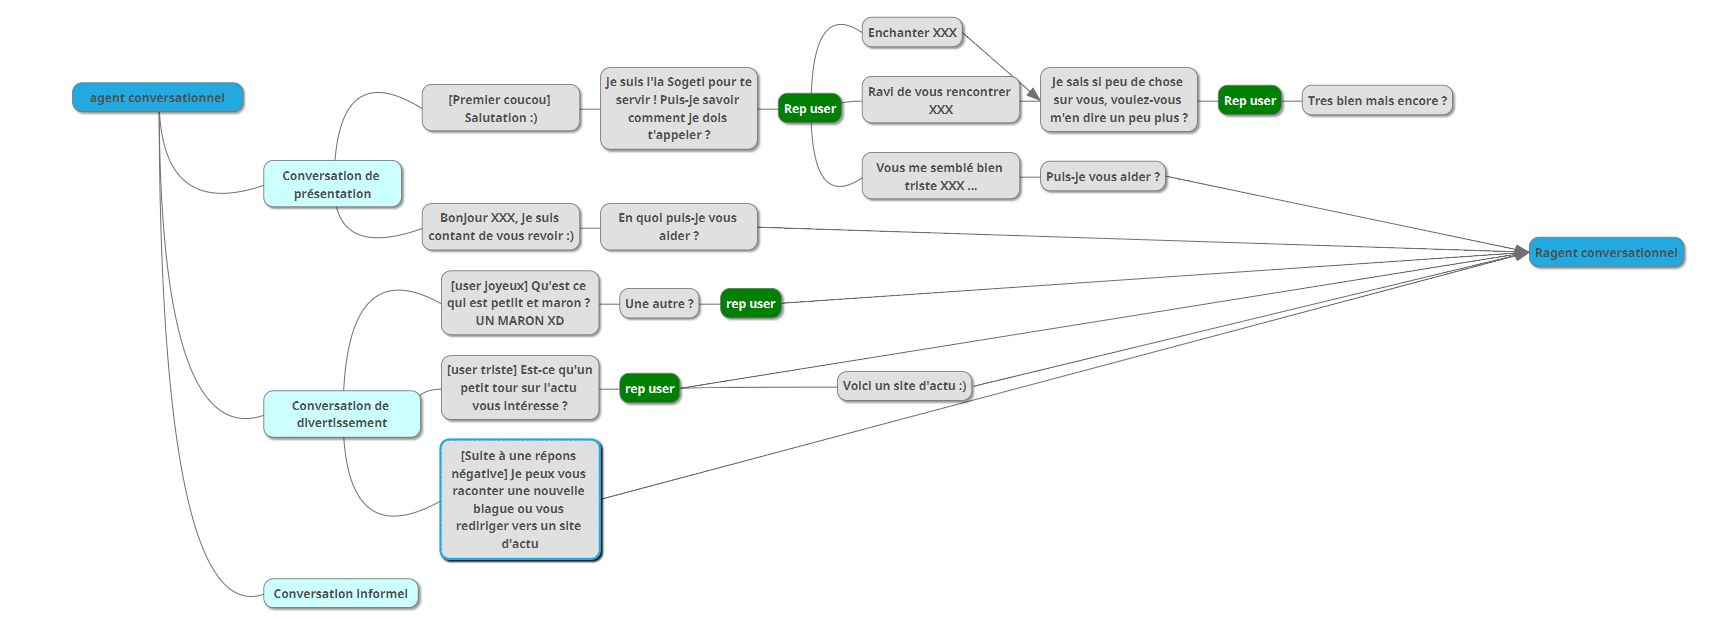 agent conversationnel
Conversation de
présentation
[Premier coucou]
Salutation :)
je suis l'ia Sogeti pour te
servir ! Puis-je savoir
comment je dois
t'appeler ?
Rep user
Enchanter XXX
Ravi de vous rencontrer
XXX
Je sais si peu de chose
sur vous, voulez-vous
m'en dire un peu plus ?
Rep user
Tres bien mais encore ?
Vous me semblé bien
triste XXX ...
Puis-je vous aider ?
Bonjour XXX, je suis
contant de vous revoir :)
En quoi puis-je vous
aider ?
Ragent conversationnel
Conversation de
divertissement
[user joyeux] Qu'est ce
qui est petiit et maron ?
UN MARON XD
Une autre ?
rep user
[user triste] Est-ce qu'un
petit tour sur l'actu
vous intéresse ?
rep user
Voici un site d'actu :)
[Suite à une répons
négative] Je peux vous
raconter une nouvelle
blague ou vous
rediriger vers un site
d'actu
Conversation informel